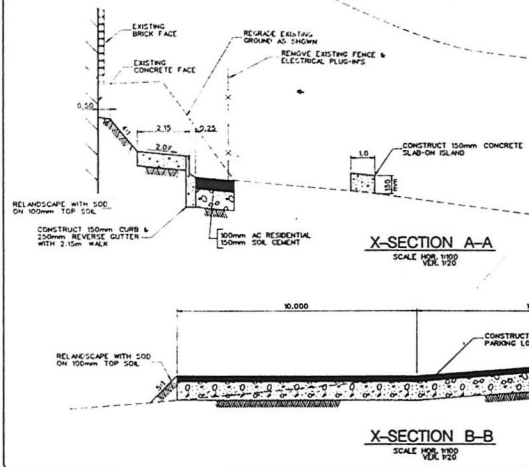 EXISTING
BRICK FACE
EXISTING
CONCRETE FACE
REGRADE EXISTING
GROUND AS SHOWN
REMOVE EXISTING FENCE &
ELECTRICAL PLUG-INS
0.50
4:1
2.15
0.25
2.0%
1.0
150
mm
CONSTRUCT 150mm CONCRETE
SLAB-ON ISLAND
RELANDSCAPE WITH SOD
ON 100mm TOP SOIL
CONSTRUCT 150mm CURB &
250mm REVERSE GUTTER
WITH 2.15m WALK
100mm AC RESIDENTIAL
150mm SOIL CEMENT
X-SECTION A-A
SCALE HOR. 1:100
VER. 1:20
10.000
CONSTRUCT
PARKING LO
RELANDSCAPE WITH SOD
ON 100mm TOP SOIL
X-SECTION B-B
SCALE HOR. 1:100
VER. 1:20